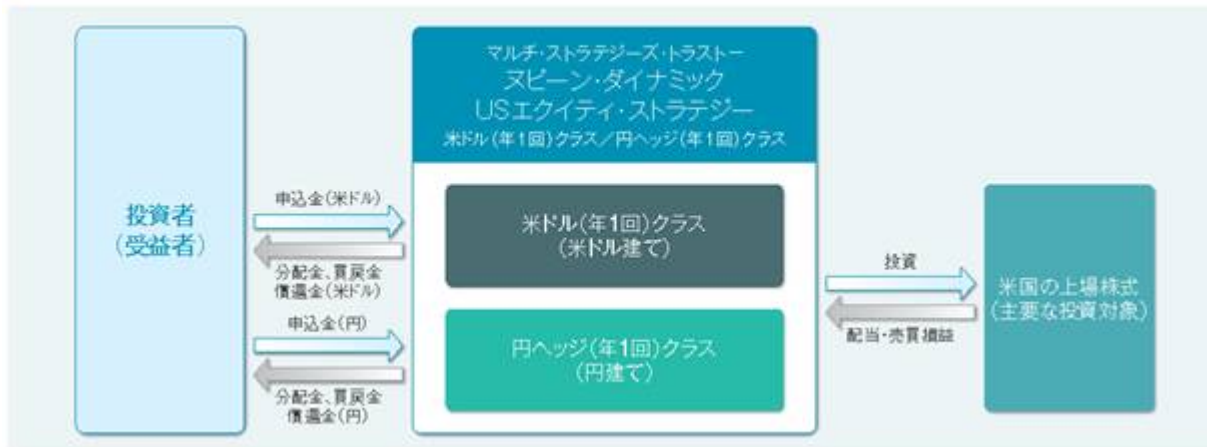 投資者
(受益者)
申込金(米ドル)
分配金、買戻金
償還金(米ドル)
申込金(円)
分配金、買戻金
償還金(円)
マルチ・ストラテジーズ・トラストー
ヌビーン・ダイナミック
USエクイティ・ストラテジー
米ドル(年1回)クラス／円ヘッジ(年1回)クラス
米ドル(年1回)クラス
(米ドル建て)
円ヘッジ(年1回)クラス
(円建て)
投資
配当・売買損益
米国の上場株式
(主要な投資対象)